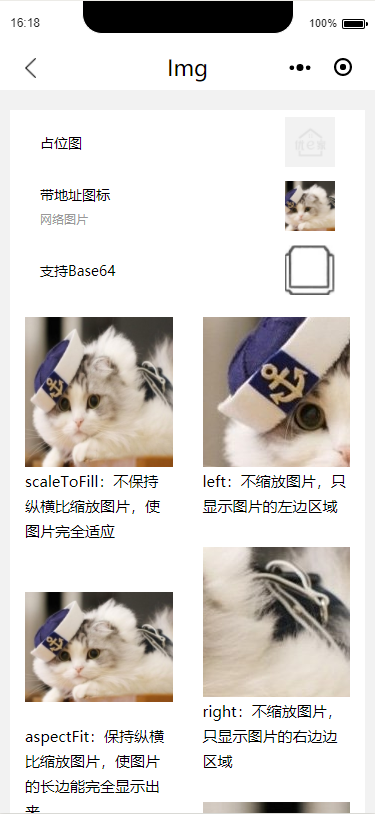 16:18
100%
Img
占位图
带地址图标
网络图片
支持Base64
scaleToFill：不保持
纵横比缩放图片，使
图片完全适应
left：不缩放图片，只
显示图片的左边区域
aspectFit：保持纵横
比缩放图片，使图片
的长边能完全显示出
来
right：不缩放图片，
只显示图片的右边边
区域